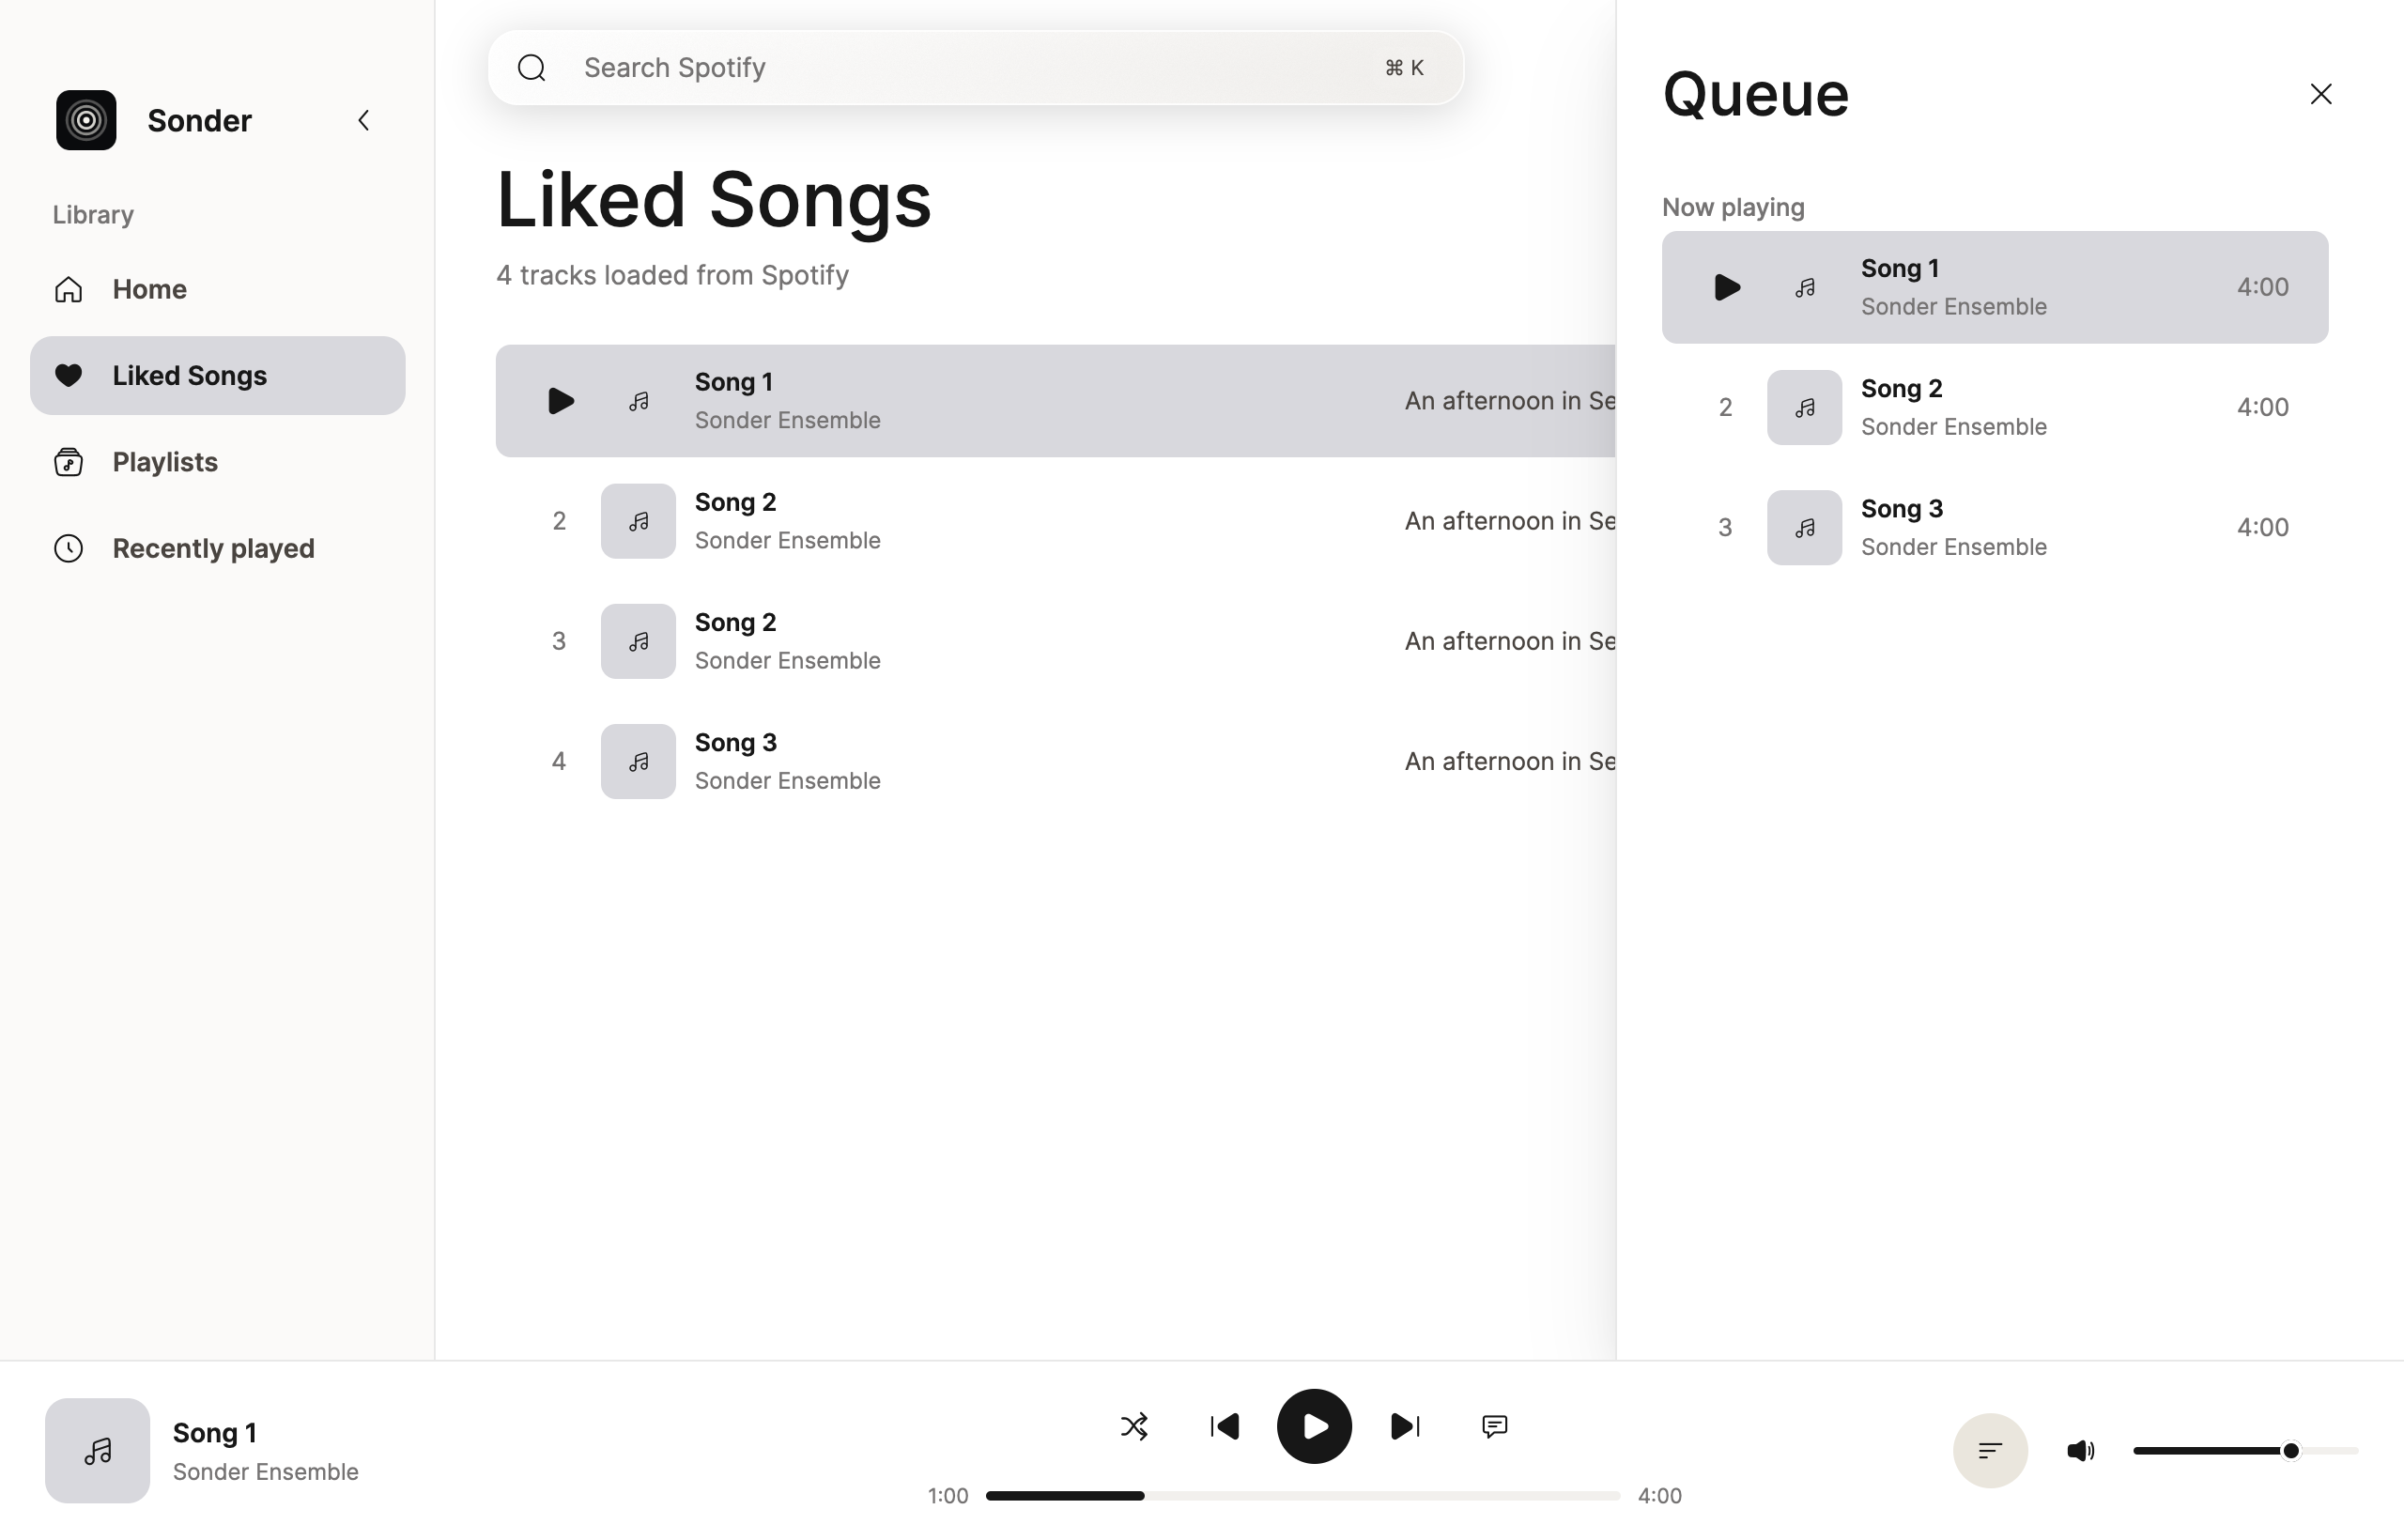 Sonder
Library
Home
Liked Songs
Playlists
Recently played
Search Spotify
⌘ K
Liked Songs
4 tracks loaded from Spotify
Song 1
Sonder Ensemble
An afternoon in Se
2
Song 2
Sonder Ensemble
An afternoon in Se
3
Song 2
Sonder Ensemble
An afternoon in Se
4
Song 3
Sonder Ensemble
An afternoon in Se
Queue
Now playing
Song 1
Sonder Ensemble
4:00
2
Song 2
Sonder Ensemble
4:00
3
Song 3
Sonder Ensemble
4:00
Song 1
Sonder Ensemble
1:00
4:00